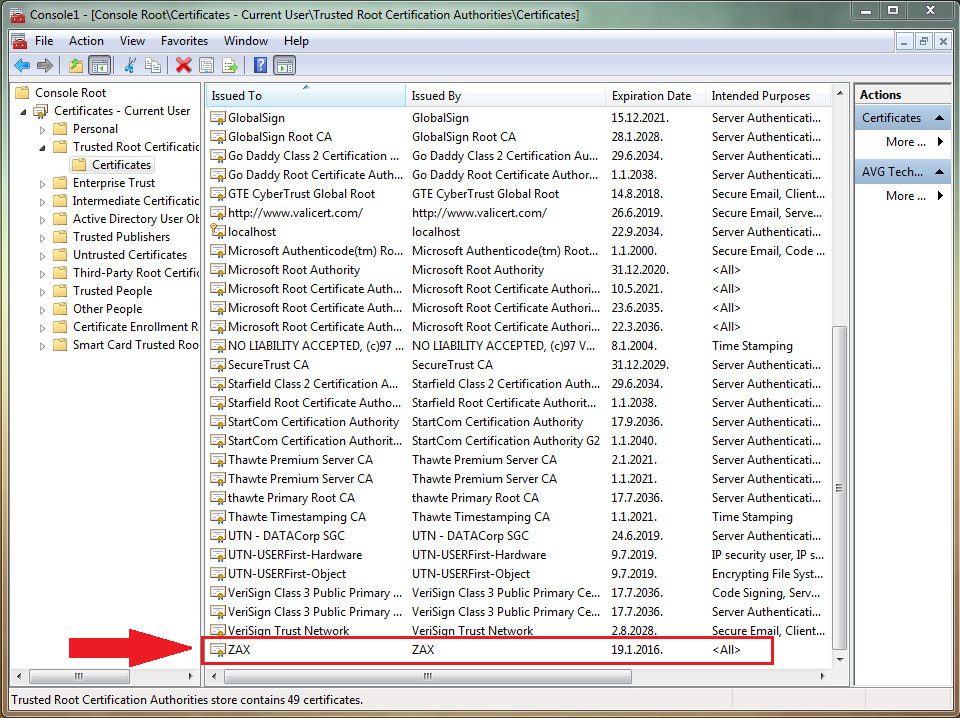 Console1 - [Console Root\Certificates - Current User\Trusted Root Certification Authorities\Certificates]
File Action View Favorites Window Help
Console Root
Certificates - Current User
Personal
Trusted Root Certificatic
Certificates
Enterprise Trust
Intermediate Certificatic
Active Directory User Ob
Trusted Publishers
Untrusted Certificates
Third-Party Root Certific
Trusted People
Other People
Certificate Enrollment R
Smart Card Trusted Roo
Issued To Issued By Expiration Date Intended Purposes
GlobalSign GlobalSign 15.12.2021. Server Authenticati...
GlobalSign Root CA GlobalSign Root CA 28.1.2028. Server Authenticati...
Go Daddy Class 2 Certification ... Go Daddy Class 2 Certification Au... 29.6.2034. Server Authenticati...
Go Daddy Root Certificate Author... Go Daddy Root Certificate Author... 1.1.2038. Server Authenticati...
GTE CyberTrust Global Root GTE CyberTrust Global Root 14.8.2018. Secure Email, Client...
http://www.valicert.com/ http://www.valicert.com/ 26.6.2019. Secure Email, Serve...
localhost localhost 22.9.2034. Server Authenticati...
Microsoft Authenticode(tm) Ro... Microsoft Authenticode(tm) Root... 1.1.2000. Secure Email, Code ...
Microsoft Root Authority Microsoft Root Authority 31.12.2020. <All>
Microsoft Root Certificate Auth... Microsoft Root Certificate Authori... 10.5.2021. <All>
Microsoft Root Certificate Auth... Microsoft Root Certificate Authori... 23.6.2035. <All>
Microsoft Root Certificate Auth... Microsoft Root Certificate Authori... 22.3.2036. <All>
NO LIABILITY ACCEPTED, (c)97 ... NO LIABILITY ACCEPTED, (c)97 V... 8.1.2004. Time Stamping
SecureTrust CA SecureTrust CA 31.12.2029. Server Authenticati...
Starfield Class 2 Certification A... Starfield Class 2 Certification Auth... 29.6.2034. Server Authenticati...
Starfield Root Certificate Autho... Starfield Root Certificate Authorit... 1.1.2038. Server Authenticati...
StartCom Certification Authority StartCom Certification Authority 17.9.2036. Server Authenticati...
StartCom Certification Authorit... StartCom Certification Authority G2 1.1.2040. Server Authenticati...
Thawte Premium Server CA Thawte Premium Server CA 2.1.2021. Server Authenticati...
Thawte Premium Server CA Thawte Premium Server CA 1.1.2021. Server Authenticati...
thawte Primary Root CA thawte Primary Root CA 17.7.2036. Server Authenticati...
Thawte Timestamping CA Thawte Timestamping CA 1.1.2021. Time Stamping
UTN - DATACorp SGC UTN - DATACorp SGC 24.6.2019. Server Authenticati...
UTN-USERFirst-Hardware UTN-USERFirst-Hardware 9.7.2019. IP security user, IP s...
UTN-USERFirst-Object UTN-USERFirst-Object 9.7.2019. Encrypting File Syst...
VeriSign Class 3 Public Primary ... VeriSign Class 3 Public Primary Ce... 17.7.2036. Code Signing, Serv...
VeriSign Class 3 Public Primary ... VeriSign Class 3 Public Primary Ce... 17.7.2036. Server Authenticati...
VeriSign Trust Network VeriSign Trust Network 2.8.2028. Secure Email, Client...
ZAX ZAX 19.1.2016. <All>
Actions
Certificates
More ...
AVG Tech...
More ...
Trusted Root Certification Authorities store contains 49 certificates.